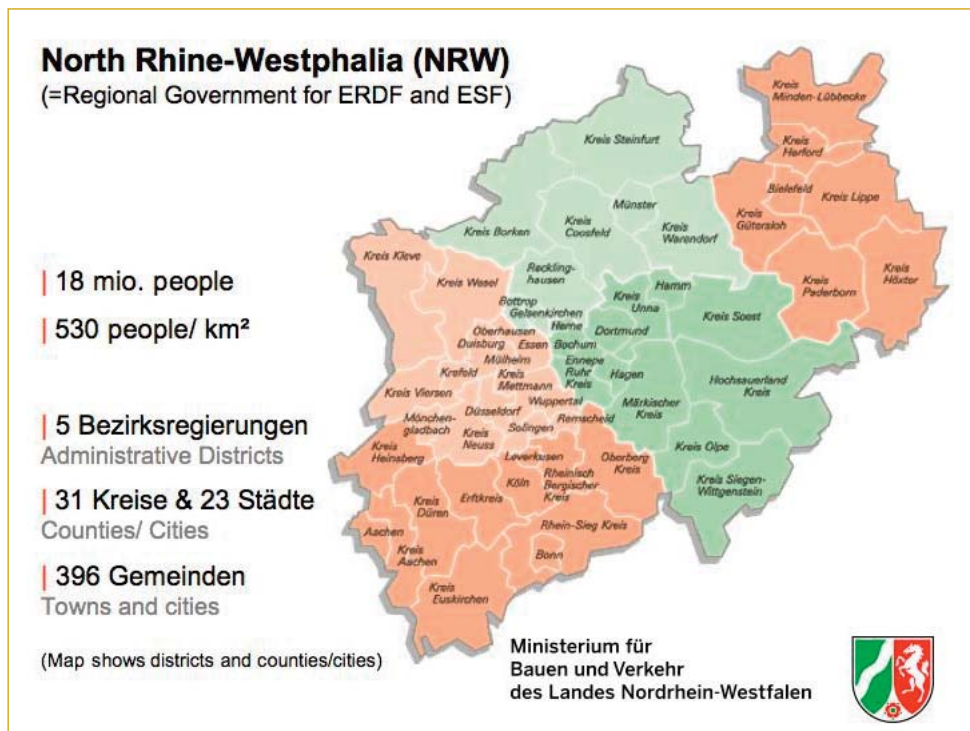 North Rhine-Westphalia (NRW)
(=Regional Government for ERDF and ESF)
| 18 mio. people
| 530 people/ km²
| 5 Bezirksregierungen
Administrative Districts
| 31 Kreise & 23 Städte
Counties/ Cities
| 396 Gemeinden
Towns and cities
(Map shows districts and counties/cities)
Kreis
Minden-Lübbecke
Kreis
Herford
Bielefeld
Kreis Lippe
Kreis
Gütersloh
Kreis
Paderborn
Kreis
Höxter
Kreis Steinfurt
Münster
Kreis Borken
Kreis
Coosfeld
Kreis
Warendorf
Reckling-
hausen
Bottrop
Gelsenkirchen
Kreis Kleve
Kreis Wesel
Hamm
Kreis
Unna
Kreis Soest
Oberhausen
Herne
Dortmund
Duisburg
Essen
Bochum
Mülheim
Ennepe
Ruhr
Kreis
Hagen
Hochsauerland
Kreis
Krefeld
Kreis
Mettmann
Kreis Viersen
Wuppertal
Märkischer
Kreis
Mönchen-
gladbach
Düsseldorf
Solingen
Remscheid
Kreis
Neuss
Kreis Olpe
Kreis
Heinsberg
Leverkusen
Oberberg
Kreis
Köln
Rheinisch
Bergischer
Kreis
Kreis Siegen-
Wittgenstein
Kreis
Düren
Erftkreis
Rhein-Sieg Kreis
Aachen
Kreis
Aachen
Bonn
Kreis
Euskirchen
Ministerium für
Bauen und Verkehr
des Landes Nordrhein-Westfalen